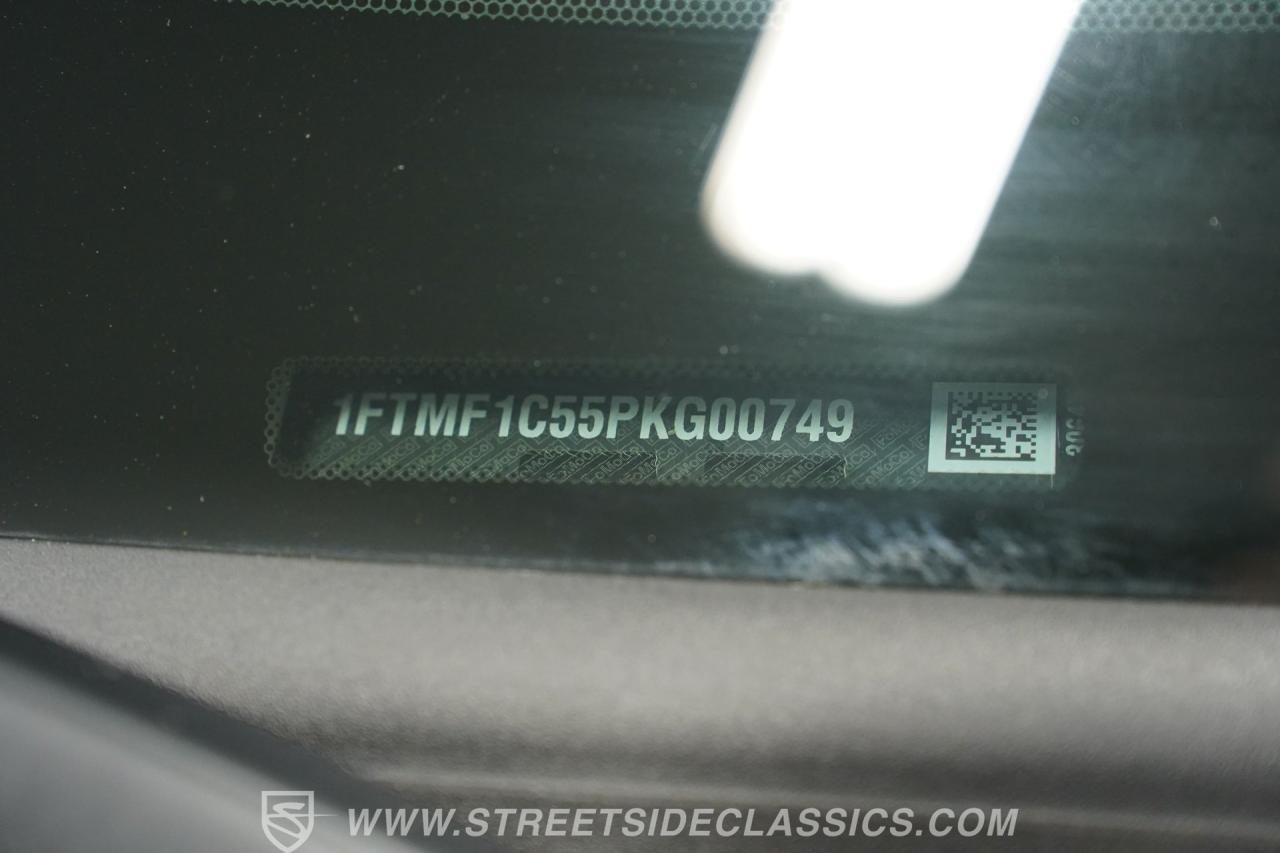 1FTMF1C55PKG00749
WWW.STREETSIDECLASSICS.COM